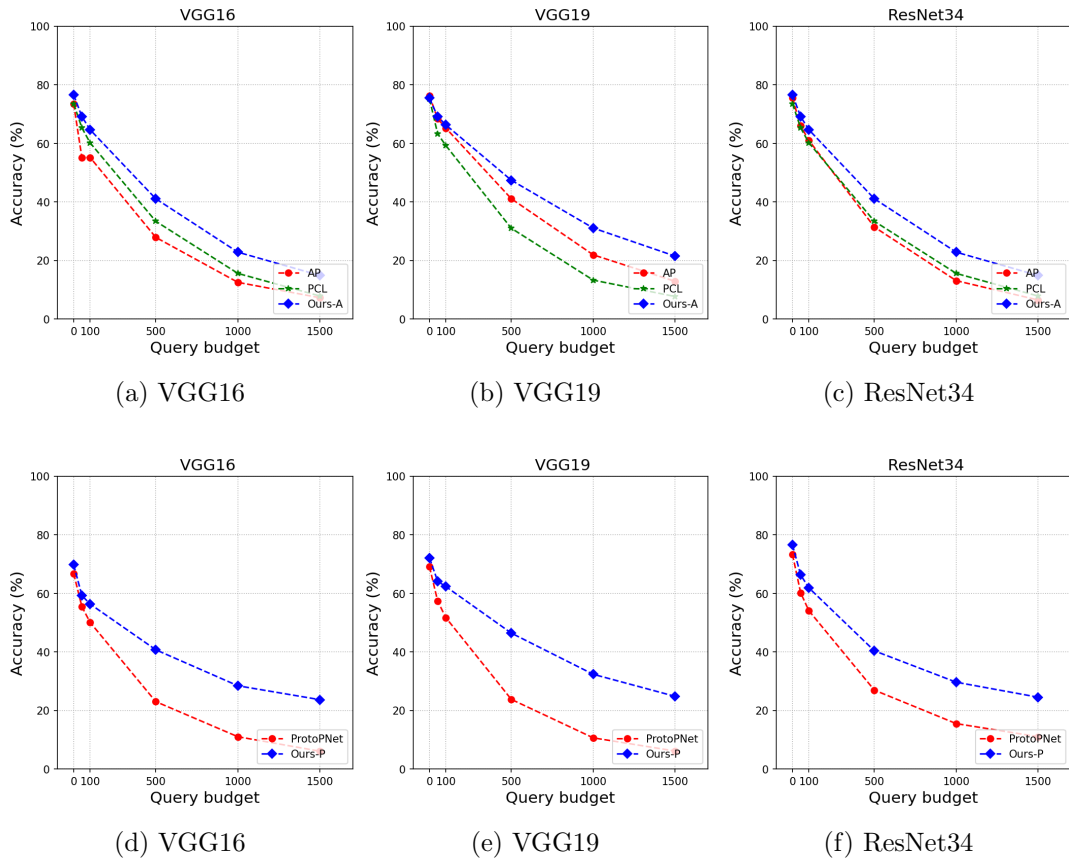 VGG16
VGG19
ResNet34
100
80
60
40
20
0
Accuracy (%)
0 100 500 1000 1500
Query budget
AP
PCL
Ours-A
100
80
60
40
20
0
Accuracy (%)
0 100 500 1000 1500
Query budget
AP
PCL
Ours-A
100
80
60
40
20
0
Accuracy (%)
0 100 500 1000 1500
Query budget
AP
PCL
Ours-A
(a) VGG16
(b) VGG19
(c) ResNet34
VGG16
VGG19
ResNet34
100
80
60
40
20
0
Accuracy (%)
0 100 500 1000 1500
Query budget
ProtoPNet
Ours-P
100
80
60
40
20
0
Accuracy (%)
0 100 500 1000 1500
Query budget
ProtoPNet
Ours-P
100
80
60
40
20
0
Accuracy (%)
0 100 500 1000 1500
Query budget
ProtoPNet
Ours-P
(d) VGG16
(e) VGG19
(f) ResNet34